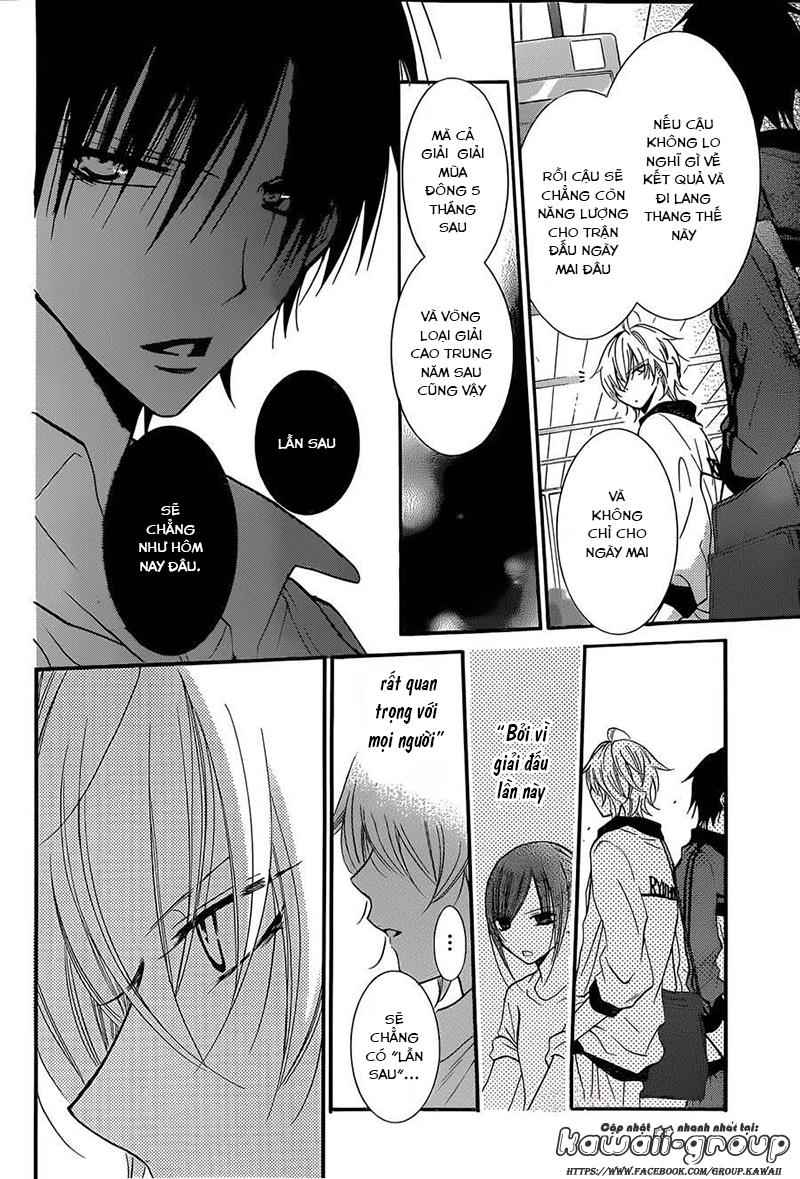 NẾU CẬU
KHÔNG LO
NGHĨ GÌ VỀ
KẾT QUẢ VÀ
ĐI LANG
THANG THẾ
NÀY
RỒI CẬU SẼ
CHẲNG CÒN
NĂNG LƯỢNG
CHO TRẬN
ĐẤU NGÀY
MAI ĐÂU
VÀ
KHÔNG
CHỈ CHO
NGÀY MAI
MÀ CẢ
GIẢI GIẢI
MÙA
ĐÔNG 5
THÁNG
SAU
VÀ VÒNG
LOẠI GIẢI
CAO TRUNG
NĂM SAU
CŨNG VẬY
LẦN SAU
SẼ
CHẲNG
NHƯ HÔM
NAY ĐÂU.
"Bởi vì
giải đấu
lần này
rất quan
trọng với
mọi người"
...
SẼ
CHẲNG
CÓ "LẦN
SAU"...
Cập nhật nhanh nhất tại:
kawaii-group
HTTPS://WWW.FACEBOOK.COM/GROUP.KAWAII